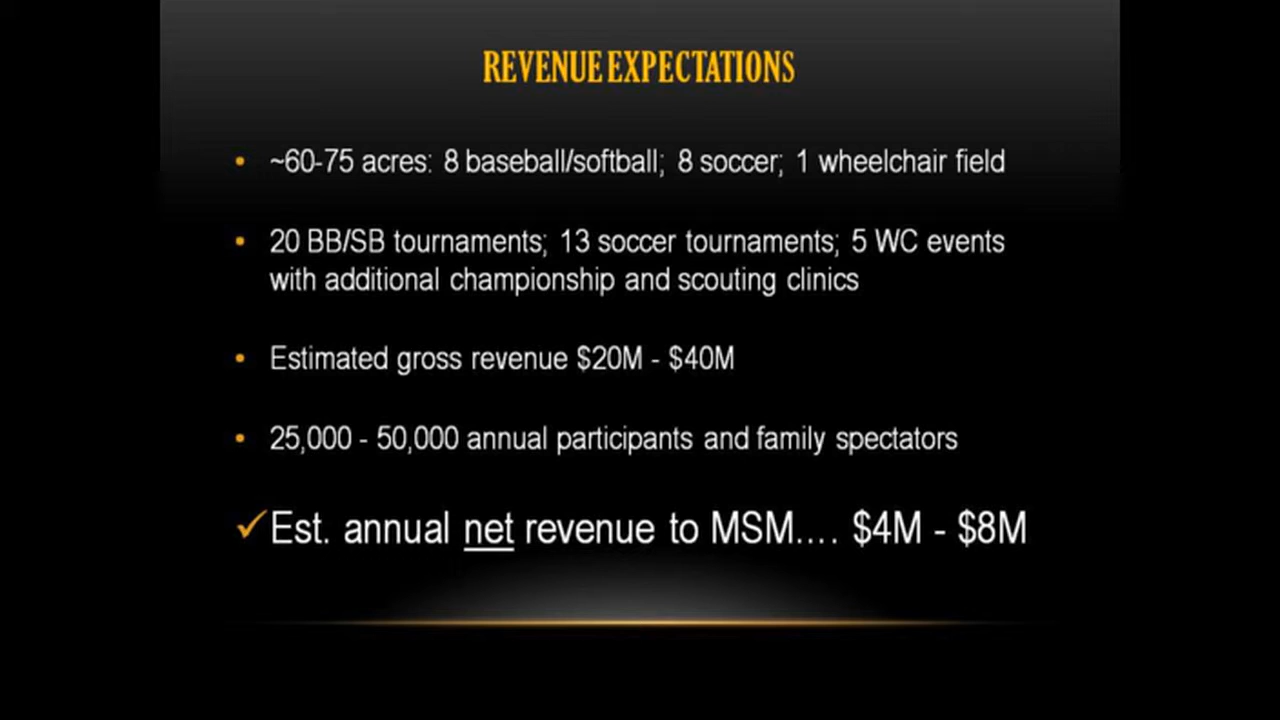 REVENUE EXPECTATIONS
• ~60-75 acres: 8 baseball/softball; 8 soccer; 1 wheelchair field
• 20 BB/SB tournaments; 13 soccer tournaments; 5 WC events
with additional championship and scouting clinics
• Estimated gross revenue $20M - $40M
• 25,000 - 50,000 annual participants and family spectators
✓Est. annual net revenue to MSM.... $4M - $8M